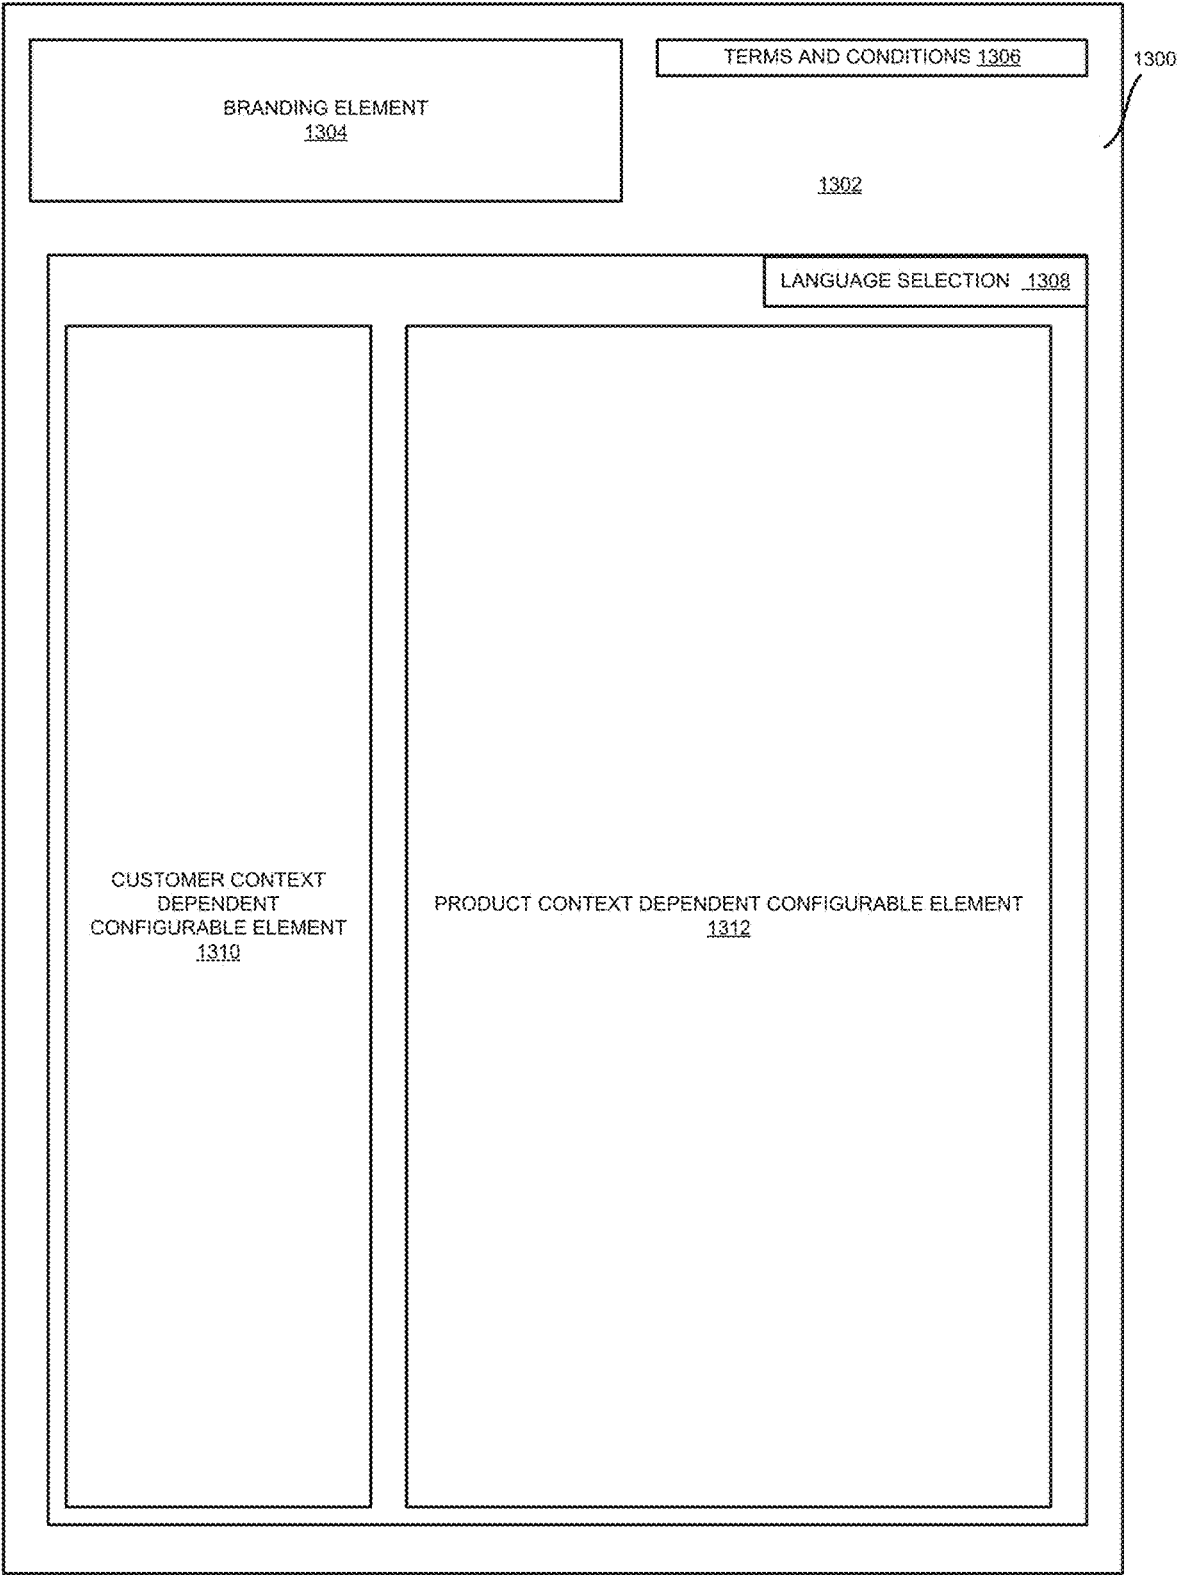 TERMS AND CONDITIONS 1306
1300
BRANDING ELEMENT
1304
1302
LANGUAGE SELECTION 1308
CUSTOMER CONTEXT
DEPENDENT
CONFIGURABLE ELEMENT
1310
PRODUCT CONTEXT DEPENDENT CONFIGURABLE ELEMENT
1312